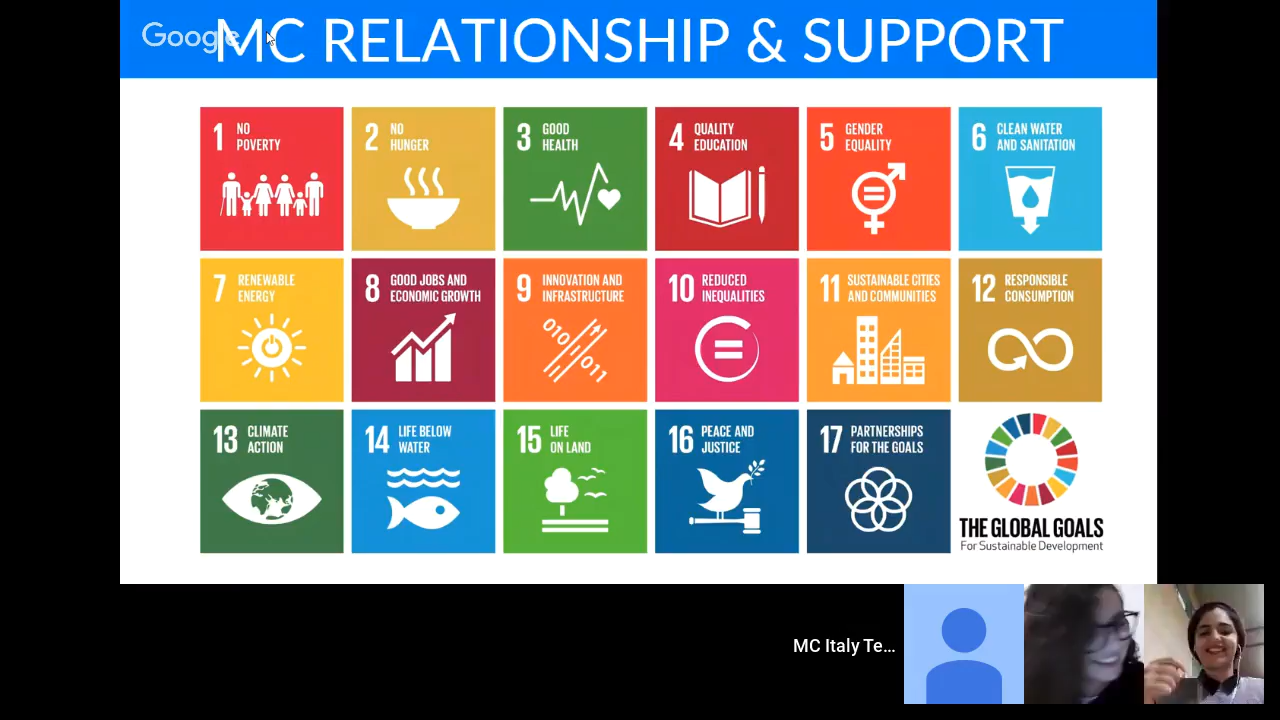 Google
MC RELATIONSHIP & SUPPORT
1 NO
POVERTY
2 NO
HUNGER
3 GOOD
HEALTH
4 QUALITY
EDUCATION
5 GENDER
EQUALITY
6 CLEAN WATER
AND SANITATION
7 RENEWABLE
ENERGY
8 GOOD JOBS AND
ECONOMIC GROWTH
9 INNOVATION AND
INFRASTRUCTURE
010
011
10 REDUCED
INEQUALITIES
11 SUSTAINABLE CITIES
AND COMMUNITIES
12 RESPONSIBLE
CONSUMPTION
13 CLIMATE
ACTION
14 LIFE BELOW
WATER
15 LIFE
ON LAND
16 PEACE AND
JUSTICE
17 PARTNERSHIPS
FOR THE GOALS
THE GLOBAL GOALS
For Sustainable Development
MC Italy Te...